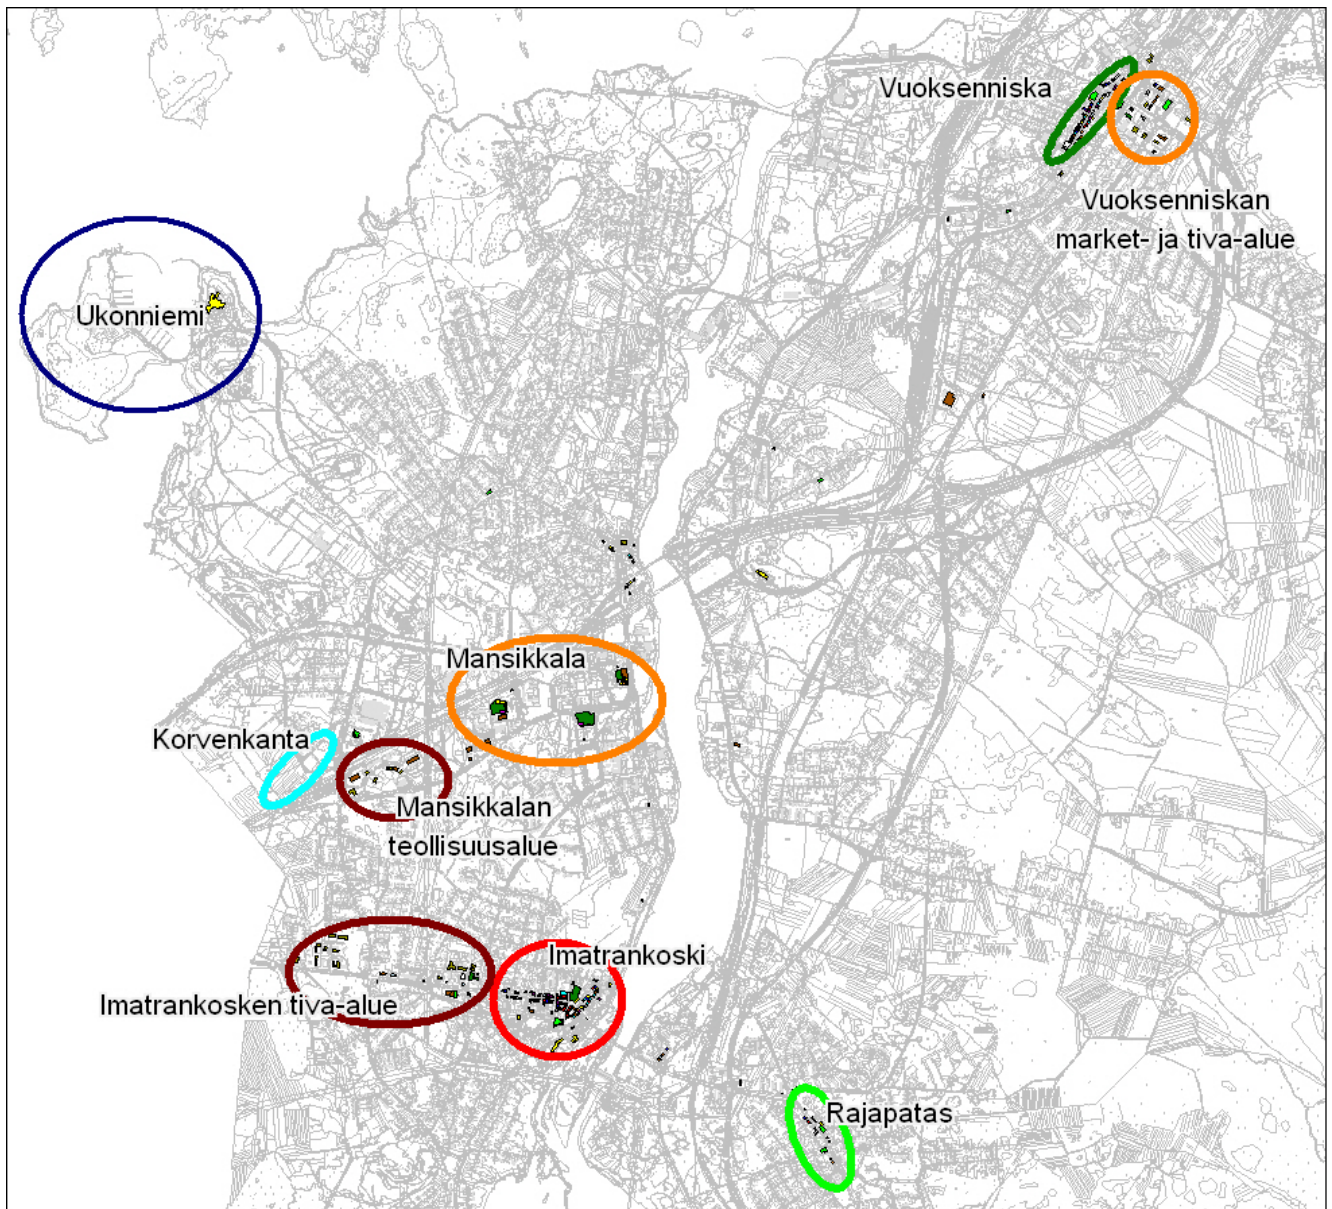 Vuoksenniska
Vuoksenniskan
market- ja tiva-alue
Ukonniemi
Mansikkala
Korvenkanta
Mansikkalan
teollisuusalue
Imatrankoski
Imatrankosken tiva-alue
Rajapatas